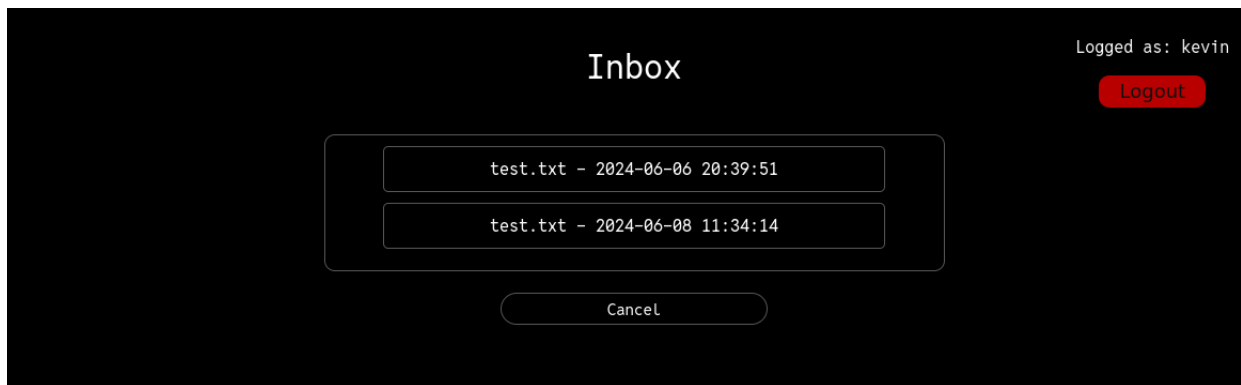 Logged as: kevin
Inbox
Logout
test.txt - 2024-06-06 20:39:51
test.txt - 2024-06-08 11:34:14
Cancel